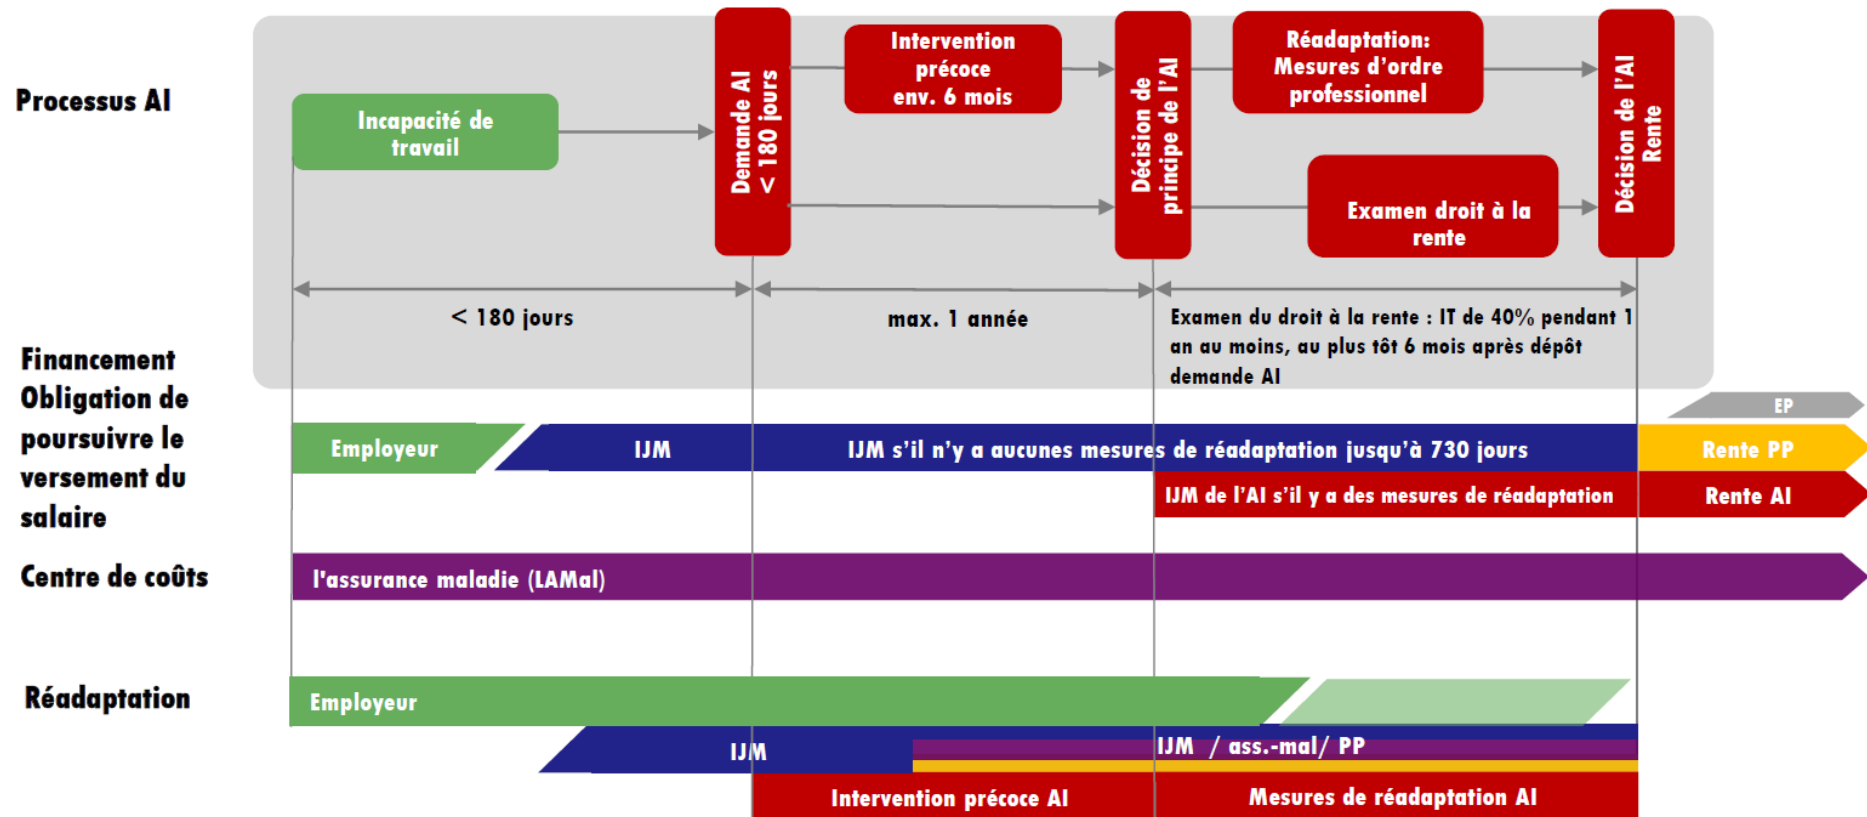 Processus AI
Incapacité de
travail
Demande AI
< 180 jours
Intervention
précoce
env. 6 mois
Décision de
principe de l'AI
Réadaptation:
Mesures d'ordre
professionnel
Examen droit à la
rente
Décision de l'AI
Rente
< 180 jours
max. 1 année
Examen du droit à la rente : IT de 40% pendant 1
an au moins, au plus tôt 6 mois après dépôt
demande AI
Financement
Obligation de
poursuivre le
versement du
salaire
EP
Employeur
IJM
IJM s'il n'y a aucunes mesures de réadaptation jusqu'à 730 jours
Rente PP
IJM de l'AI s'il y a des mesures de réadaptation
Rente AI
Centre de coûts
l'assurance maladie (LAMal)
Réadaptation
Employeur
IJM
IJM / ass.-mal/ PP
Intervention précoce AI
Mesures de réadaptation AI